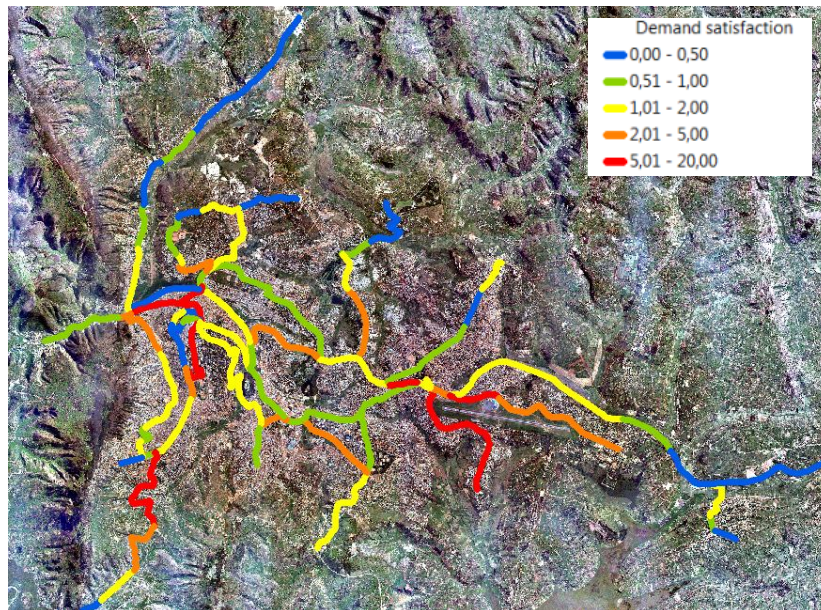 Demand satisfaction
0,00 - 0,50
0,51 - 1,00
1,01 - 2,00
2,01 - 5,00
5,01 - 20,00